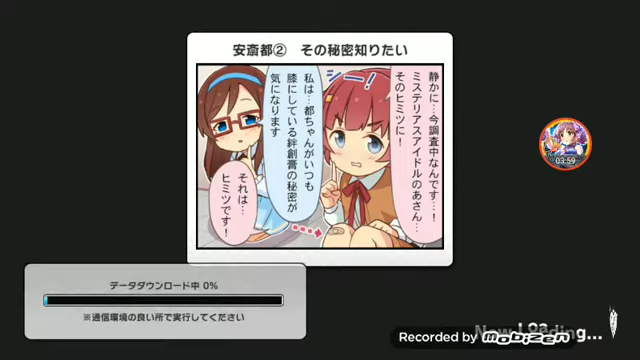 安斎都② その秘密知りたい
静かに…今調査中なんです…!
ミステリアスアイドルのあさん…
そのヒミツに!
シーー!
私は…都ちゃんがいつも
膝にしている絆創膏の秘密が
気になります
それは…
ヒミツです!
03:59
データダウンロード中 0%
※通信環境の良い所で実行してください
Now Loading...
Recorded by mobizen